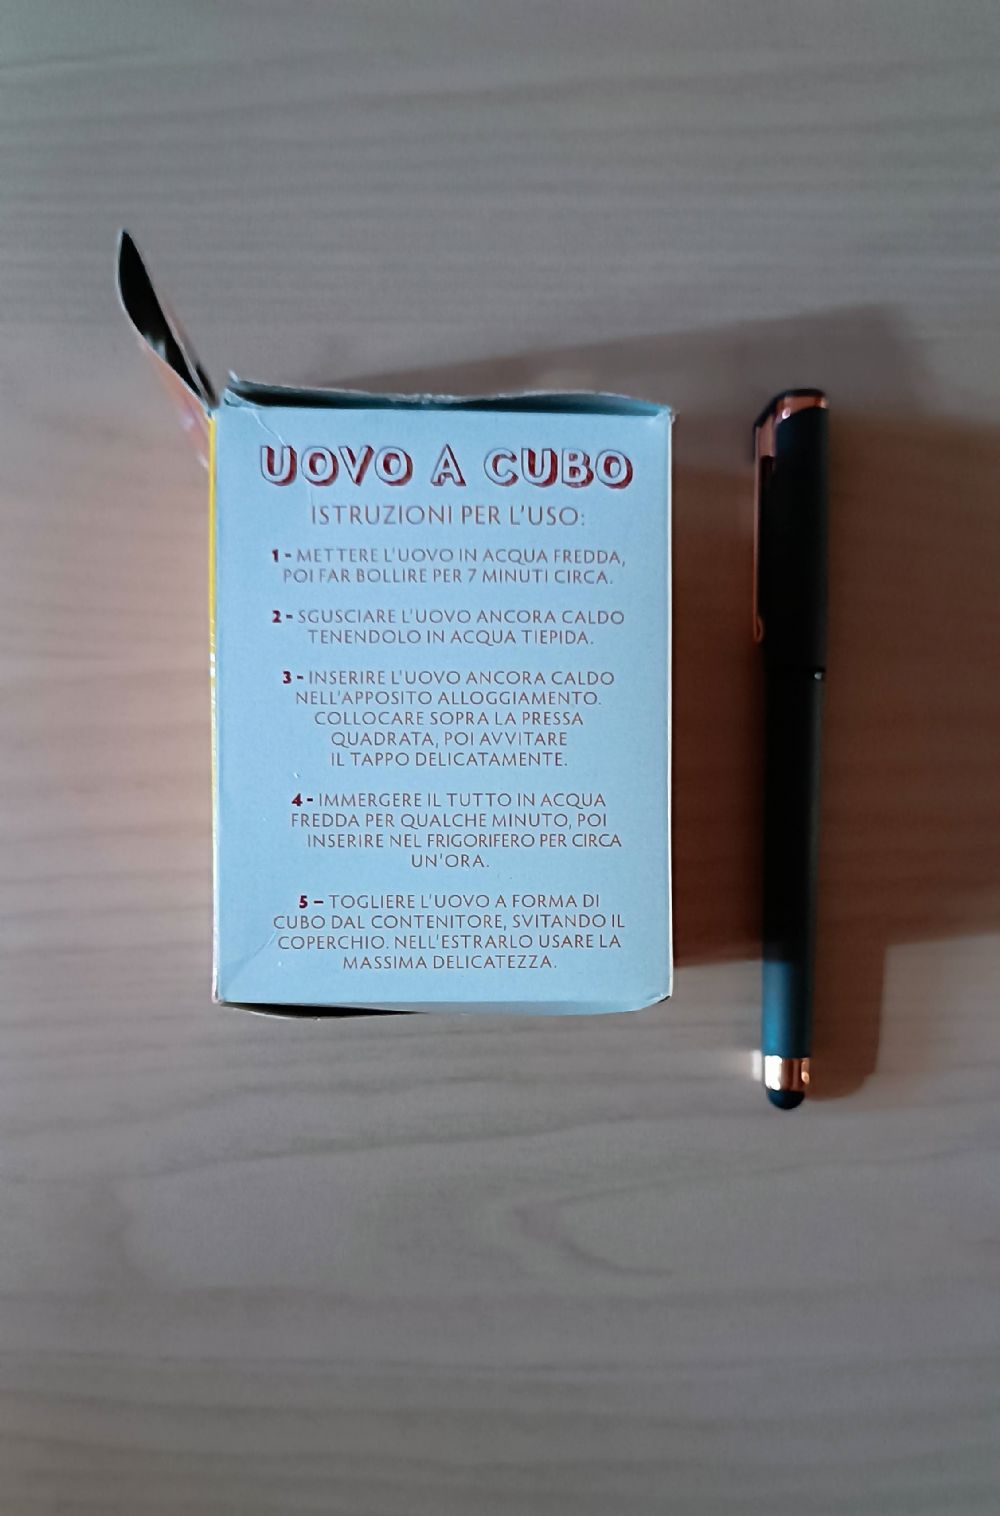 UOVO A CUBO
ISTRUZIONI PER L'USO:
1 - METTERE L'UOVO IN ACQUA FREDDA,
POI FAR BOLLIRE PER 7 MINUTI CIRCA.
2 - SGUSCIARE L'UOVO ANCORA CALDO
TENENDOLO IN ACQUA TIEPIDA.
3 - INSERIRE L'UOVO ANCORA CALDO
NELL'APPOSITO ALLOGGIAMENTO.
COLLOCARE SOPRA LA PRESSA
QUADRATA, POI AVVITARE
IL TAPPO DELICATAMENTE.
4 - IMMERGERE IL TUTTO IN ACQUA
FREDDA PER QUALCHE MINUTO, POI
INSERIRE NEL FRIGORIFERO PER CIRCA
UN'ORA.
5 – TOGLIERE L'UOVO A FORMA DI
CUBO DAL CONTENITORE, SVITANDO IL
COPERCHIO. NELL'ESTRARLO USARE LA
MASSIMA DELICATEZZA.